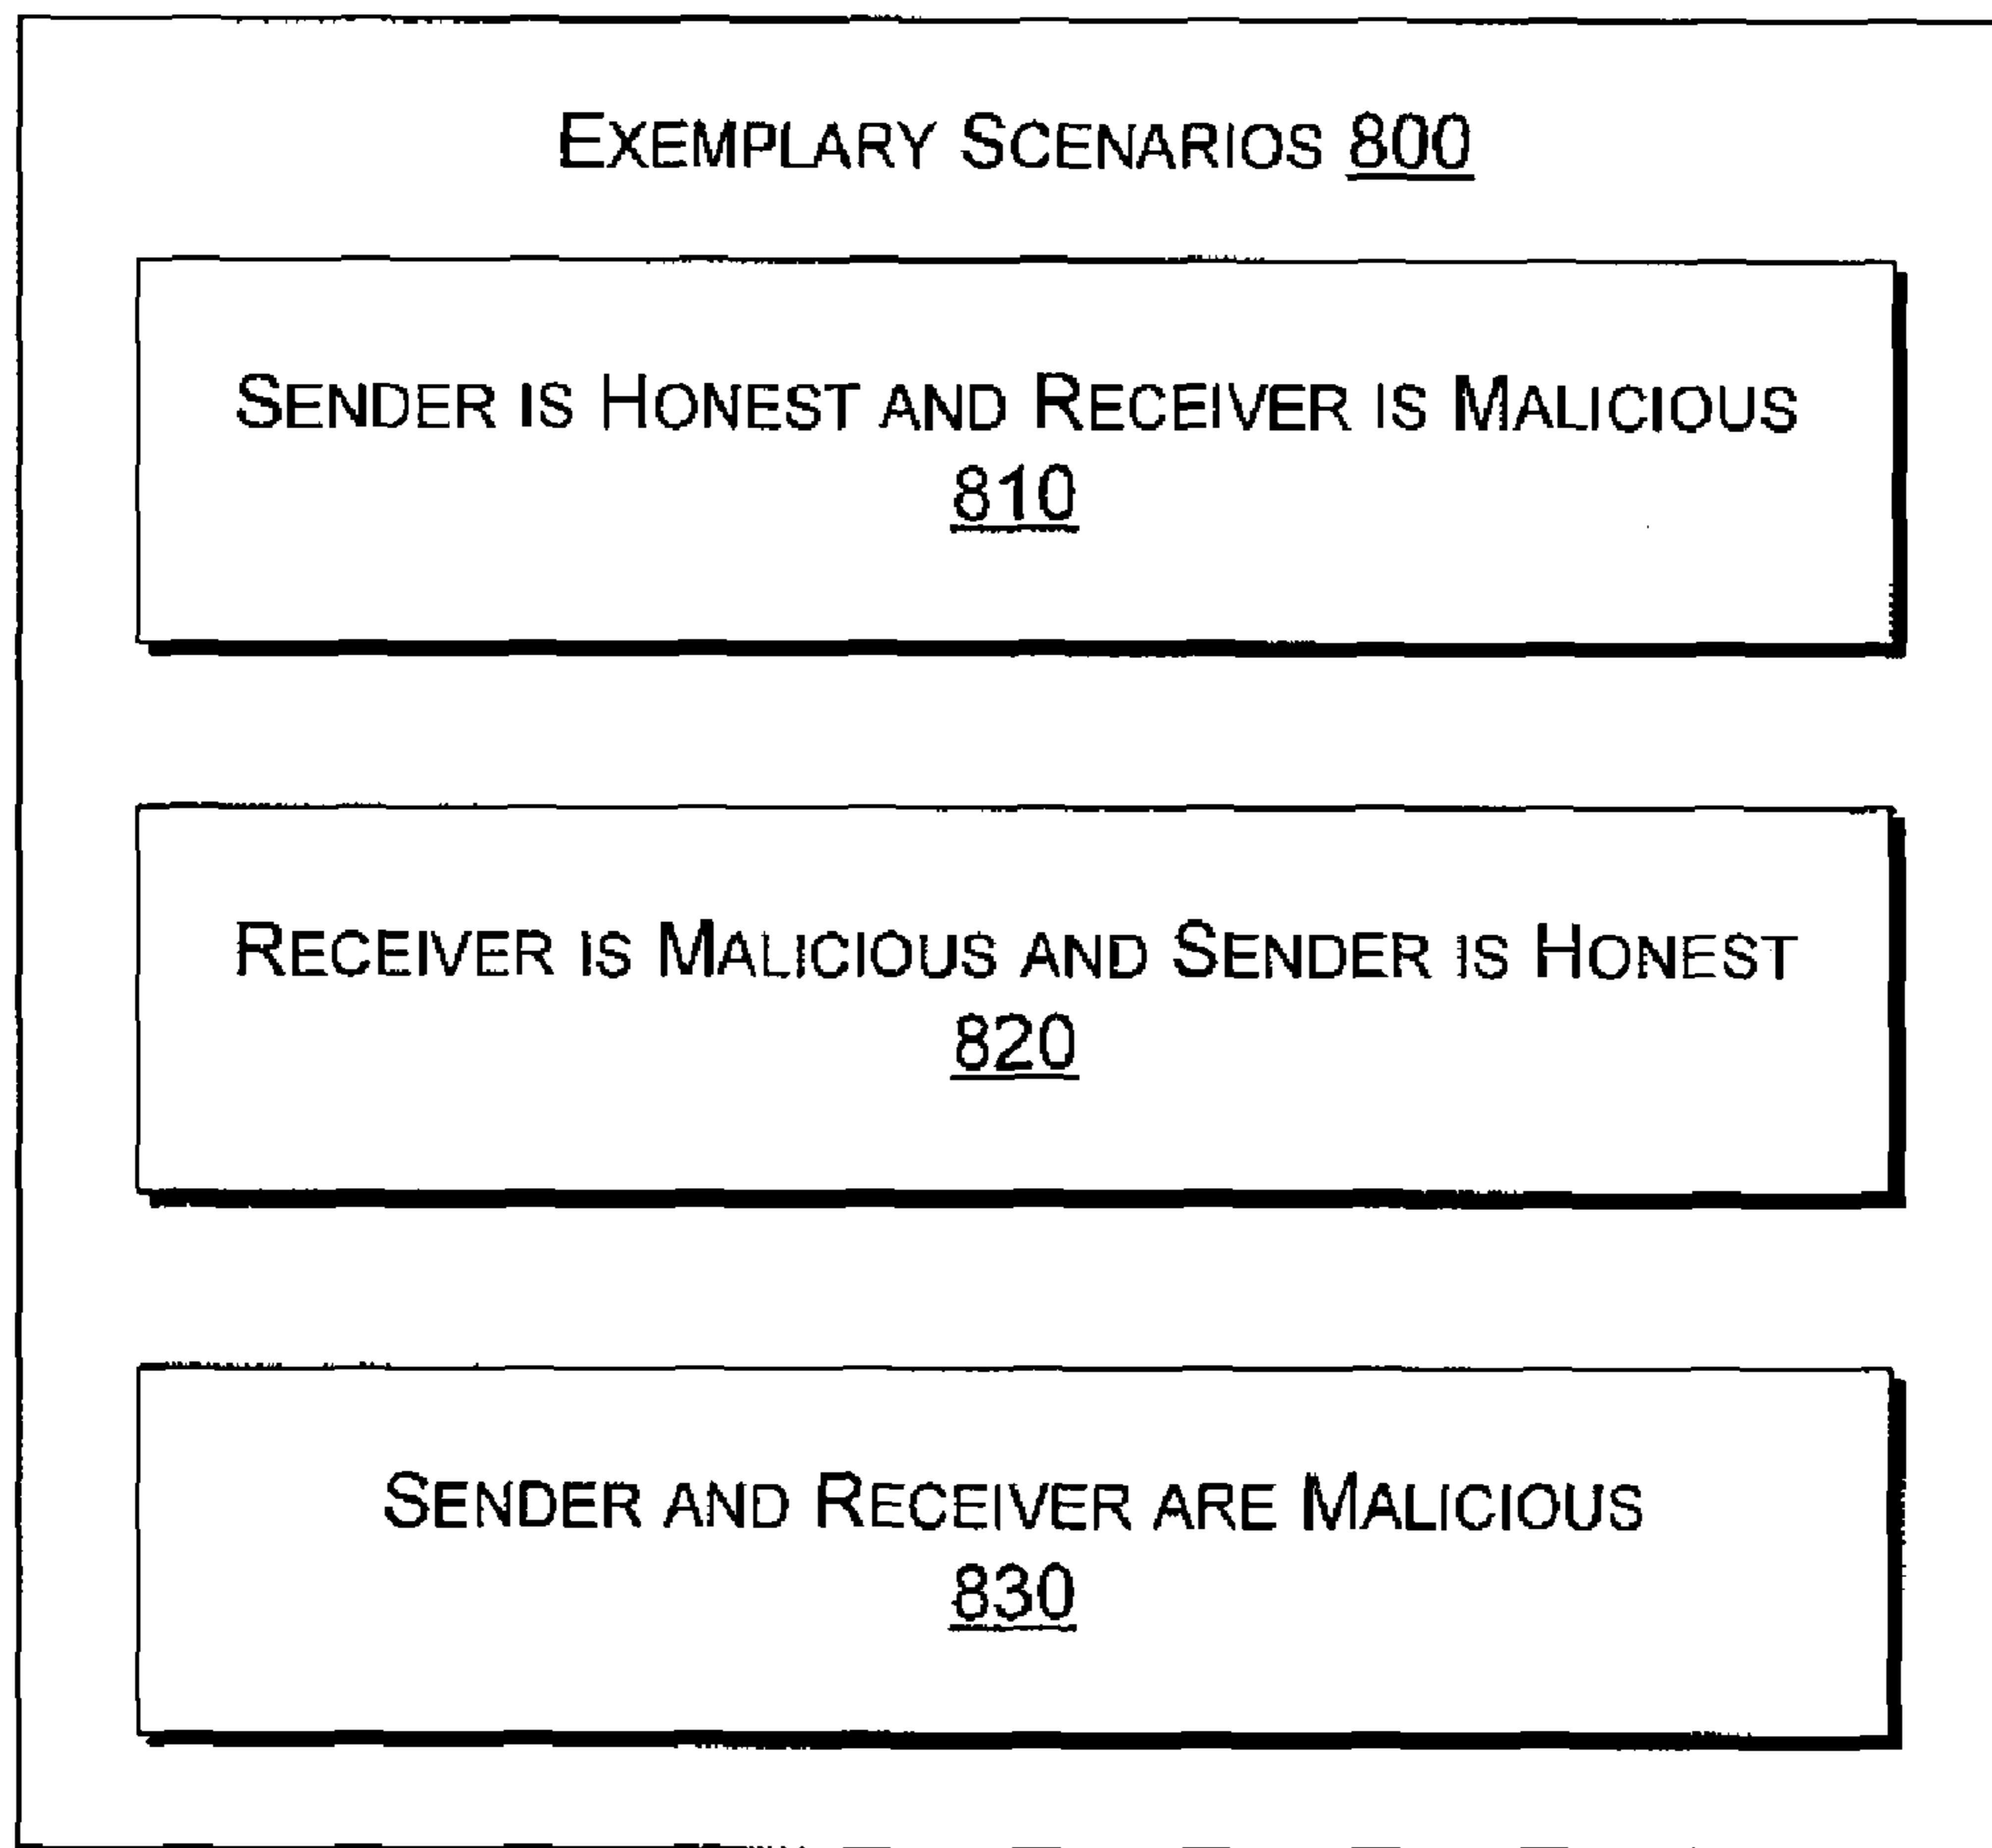 EXEMPLARY SCENARIOS 800
SENDER IS HONEST AND RECEIVER IS MALICIOUS
810
RECEIVER IS MALICIOUS AND SENDER IS HONEST
820
SENDER AND RECEIVER ARE MALICIOUS
830